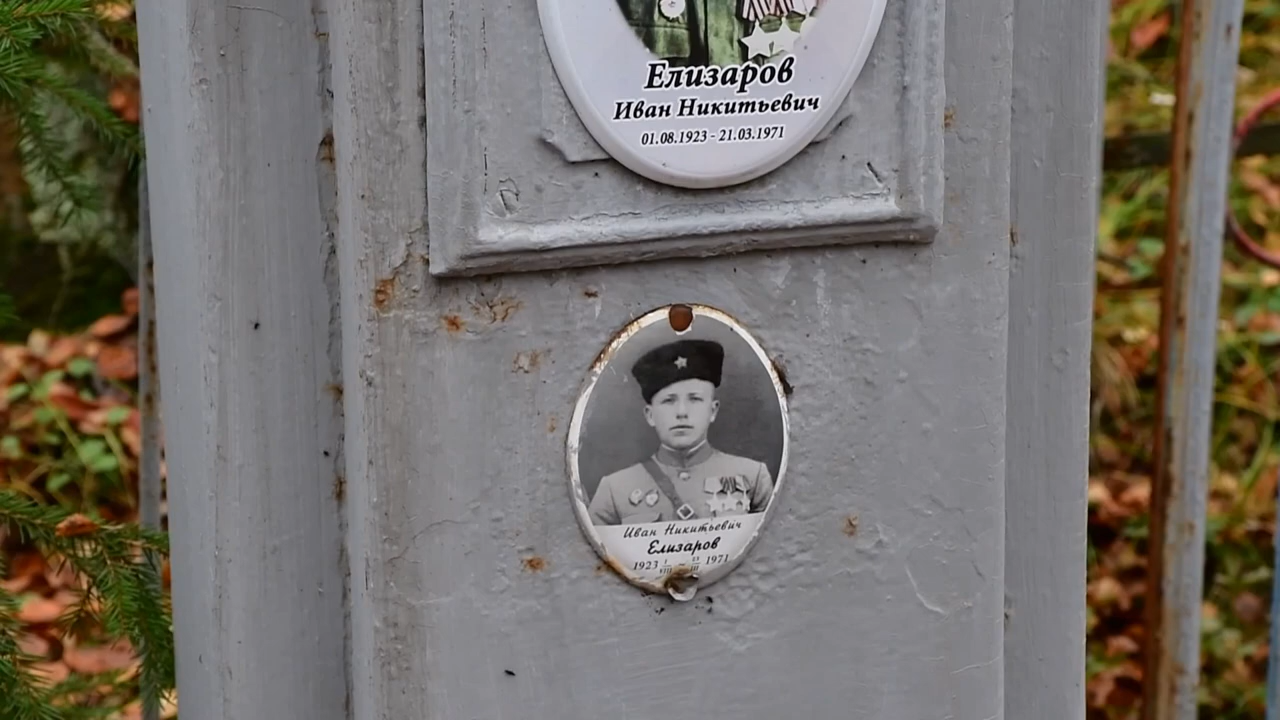 Елизаров
Иван Никитьевич
01.08.1923 - 21.03.1971
Иван Никитьевич
Елизаров
1923 1971